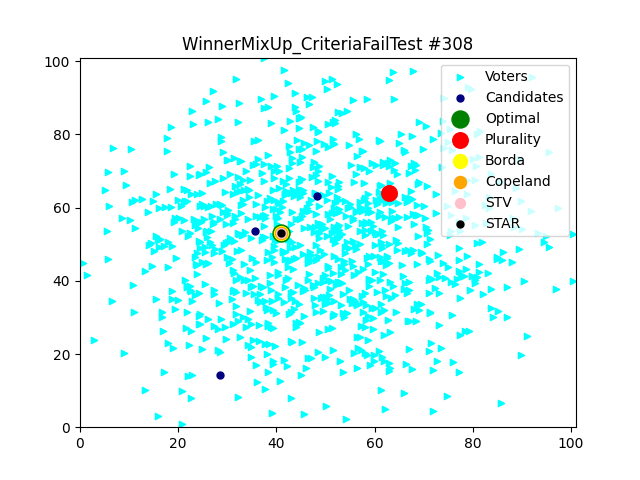 WinnerMixUp_CriteriaFailTest #308
100
80
60
40
20
0
0 20 40 60 80 100
Voters
Candidates
Optimal
Plurality
Borda
Copeland
STV
STAR